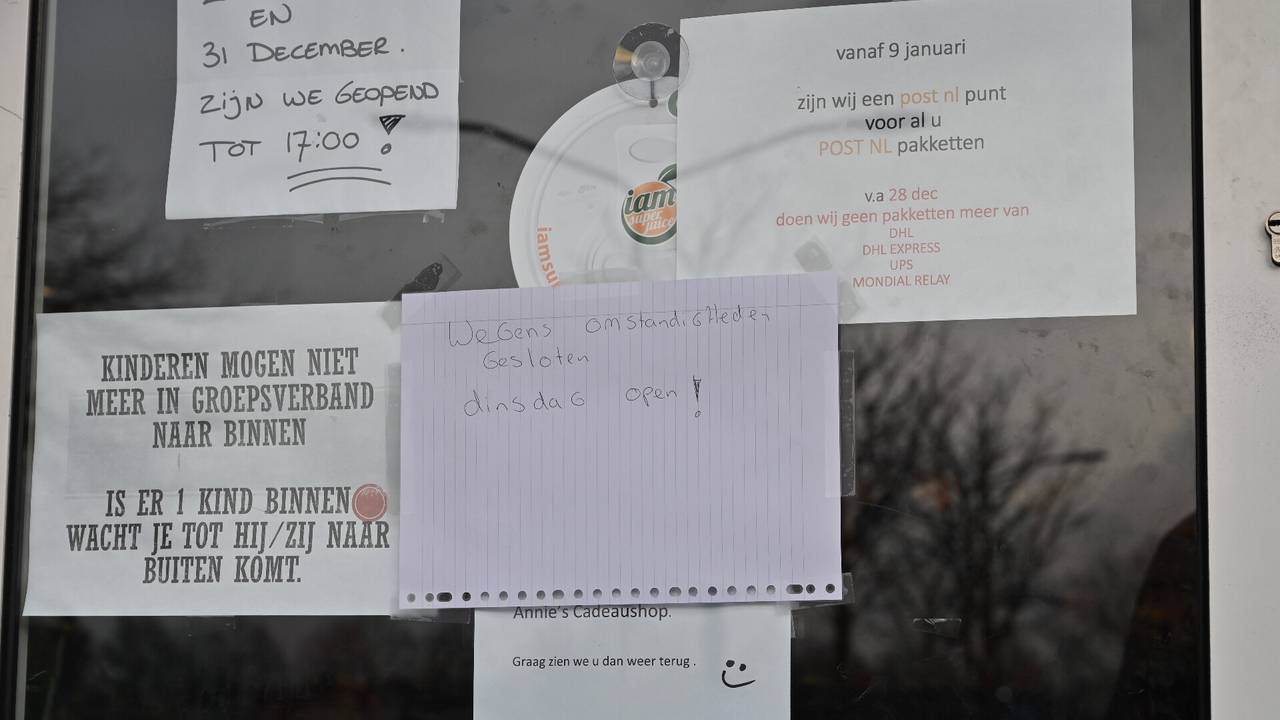 EN
31 DECEMBER.
ZIJN WE GEOPEND
TOT 17:00 !
iam
super
juice
iamsu
vanaf 9 januari
zijn wij een post nl punt
voor al u
POST NL pakketten
v.a 28 dec
doen wij geen pakketten meer van
DHL
DHL EXPRESS
UPS
MONDIAL RELAY
KINDEREN MOGEN NIET
MEER IN GROEPSVERBAND
NAAR BINNEN
IS ER 1 KIND BINNEN
WACHT JE TOT HIJ/ZIJ NAAR
BUITEN KOMT.
WeGens omstandigHeden
Gesloten
dinsdaG open!
Annie's Cadeaushop.
Graag zien we u dan weer terug .